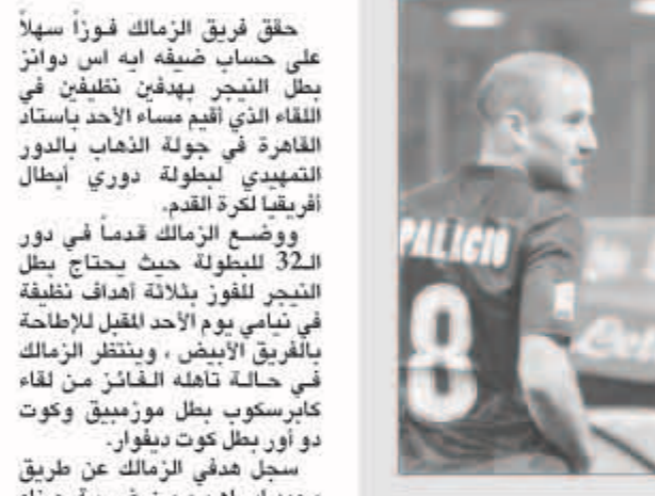 حقق فريق الزمالك فوزاً سهلاً
على حساب ضيفه ايه اس دوانز
بطل النيجر بهدفين نظيفين في
اللقاء الذي أقيم مساء الأحد باستاد
القاهرة في جولة الذهاب بالدور
التمهيدي لبطولة دوري أبطال
أفريقيا لكرة القدم.
ووضع الزمالك قدماً في دور
الـ32 للبطولة حيث يحتاج بطل
النيجر للفوز بثلاثة أهداف نظيفة
في نيامي يوم الأحد المقبل للإطاحة
بالفريق الأبيض ، وينتظر الزمالك
في حالة تاهله الفائز من لقاء
كابرسكوب بطل موزمبيق وكوت
دو أور بطل كوت ديفوار.
سجل هدفي الزمالك عن طريق
PALACIO
8